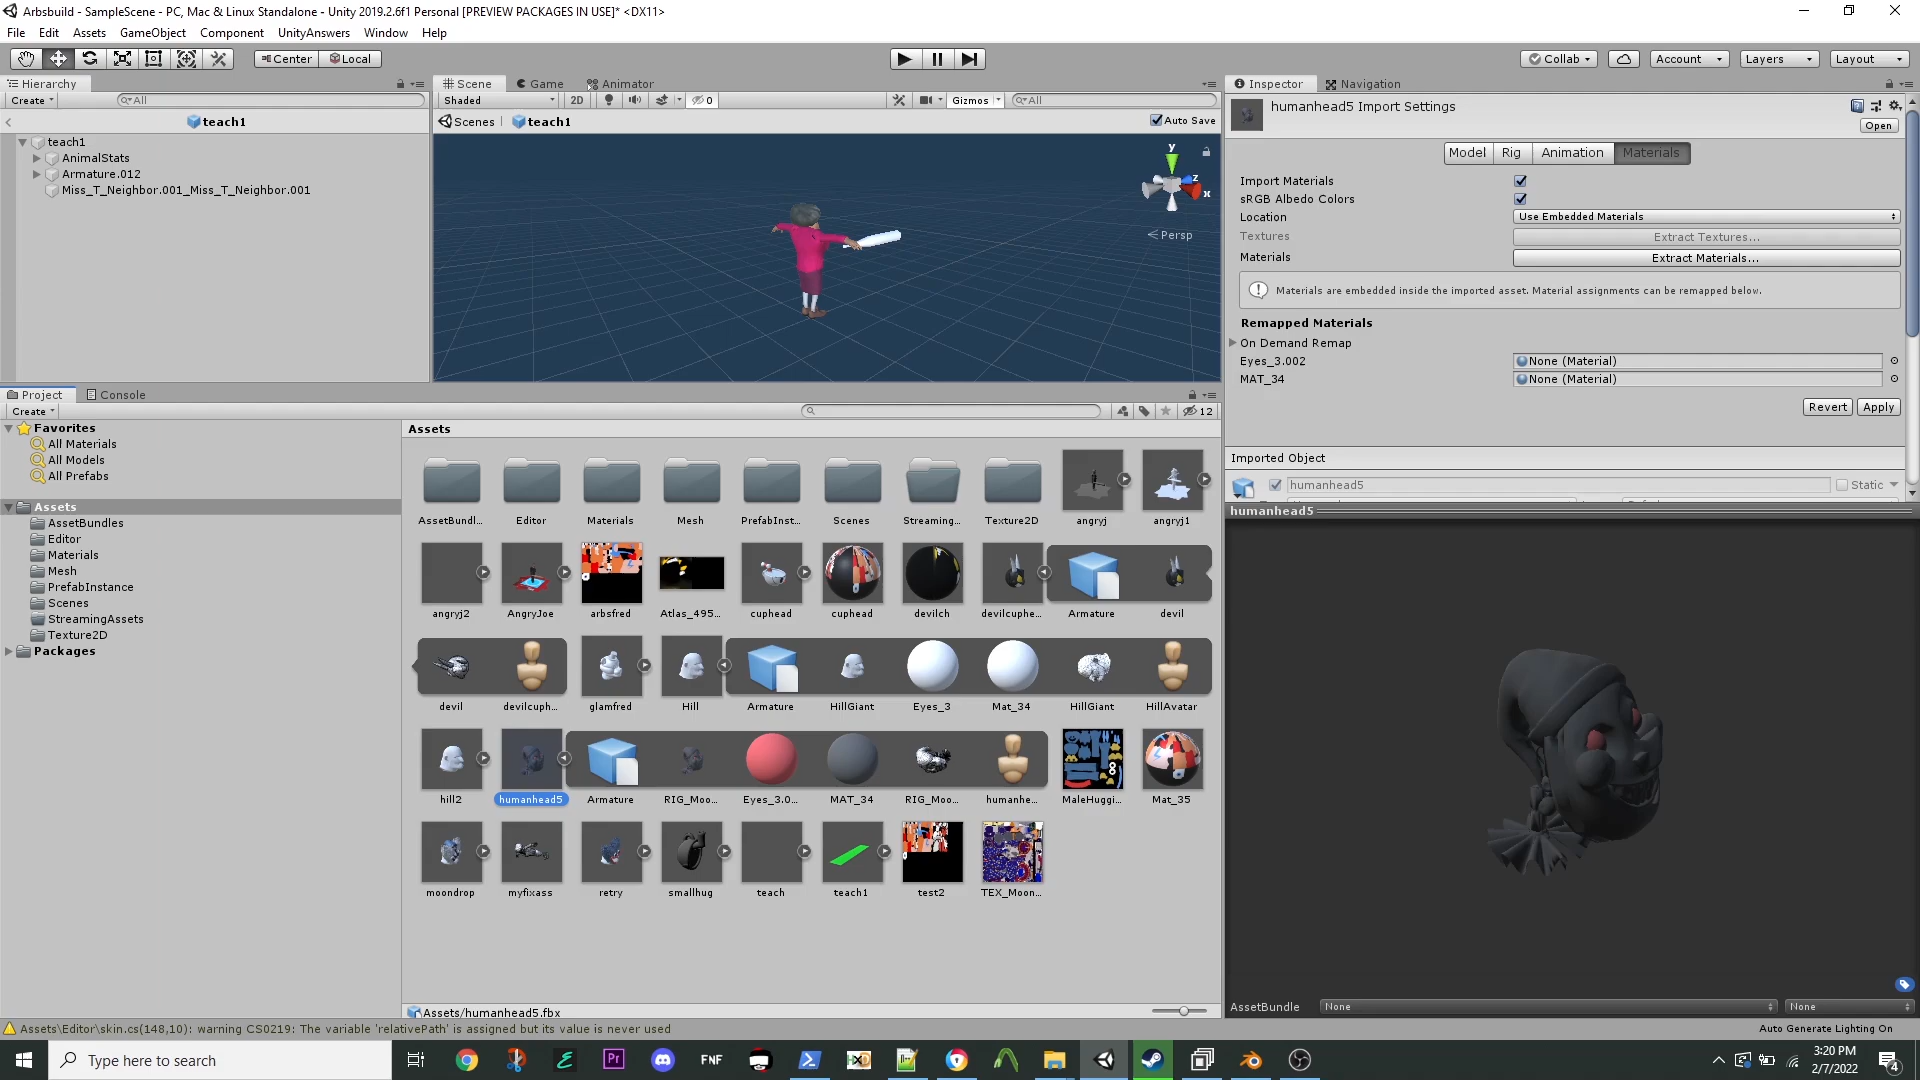 Arbsbuild - SampleScene - PC, Mac & Linux Standalone - Unity 2019.2.6f1 Personal [PREVIEW PACKAGES IN USE]* <DX11>
File Edit Assets GameObject Component UnityAnswers Window Help
Center Local Collab Account Layers Layout
Hierarchy
Create All
teach1
teach1
AnimalStats
Armature.012
Miss_T_Neighbor.001_Miss_T_Neighbor.001
Scene Game Animator
Shaded 2D 0 Gizmos All
Scenes teach1 Auto Save
y
z
x
Persp
Inspector Navigation
humanhead5 Import Settings
Open
Model Rig Animation Materials
Import Materials
sRGB Albedo Colors
Location Use Embedded Materials
Textures Extract Textures...
Materials Extract Materials...
Materials are embedded inside the imported asset. Material assignments can be remapped below.
Remapped Materials
On Demand Remap
Eyes_3.002 None (Material)
MAT_34 None (Material)
Revert Apply
Imported Object
humanhead5 Static
humanhead5
AssetBundle None None
Project Console
Create 12
Favorites
All Materials
All Models
All Prefabs
Assets
AssetBundles
Editor
Materials
Mesh
PrefabInstance
Scenes
StreamingAssets
Texture2D
Packages
Assets
AssetBundl... Editor Materials Mesh PrefabInst... Scenes Streaming... Texture2D angryj angryj1
angryj2 AngryJoe arbsfred Atlas_495... cuphead cuphead devilch devilcuphe... Armature devil
devil devilcuph... glamfred Hill Armature HillGiant Eyes_3 Mat_34 HillGiant HillAvatar
hill2 humanhead5 Armature RIG_Moo... Eyes_3.0... MAT_34 RIG_Moo... humanhe... MaleHuggi... Mat_35
moondrop myfixass retry smallhug teach teach1 test2 TEX_Moon...
Assets/humanhead5.fbx
Assets\Editor\skin.cs(148,10): warning CS0219: The variable 'relativePath' is assigned but its value is never used
Auto Generate Lighting On
Type here to search
Pr
FNF
3:20 PM
2/7/2022
4